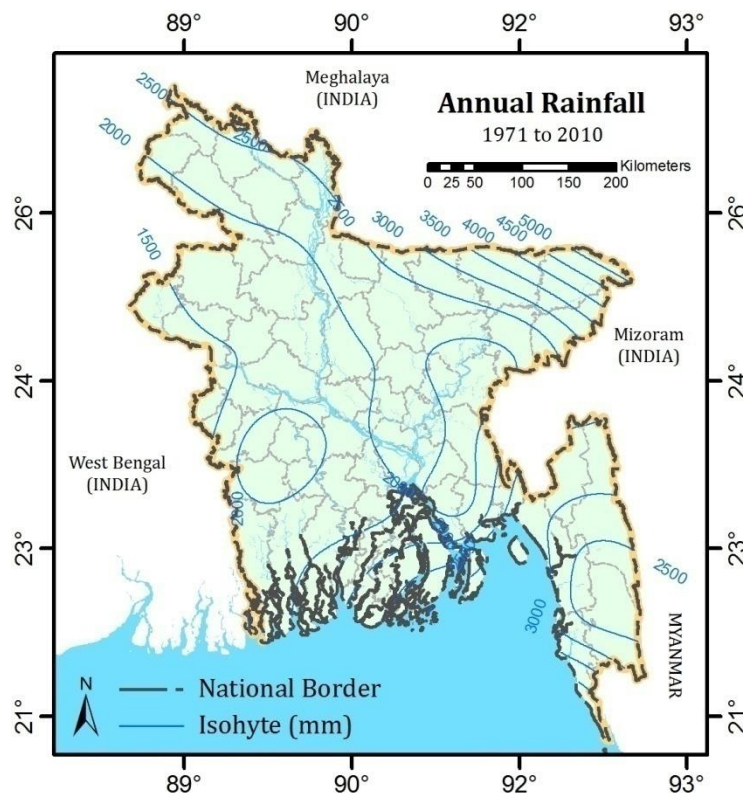 89° 90° 92° 93°
Meghalaya
(INDIA)
Annual Rainfall
1971 to 2010
Kilometers
0 25 50 100 150 200
2500
2000
2500
2500
3000
3500
4000
4500
5000
1500
26° 26°
Mizoram
(INDIA)
24° 24°
West Bengal
(INDIA)
2000
23° 23°
2500
3000
MYANMAR
N
National Border
Isohyte (mm)
21° 21°
89° 90° 92° 93°